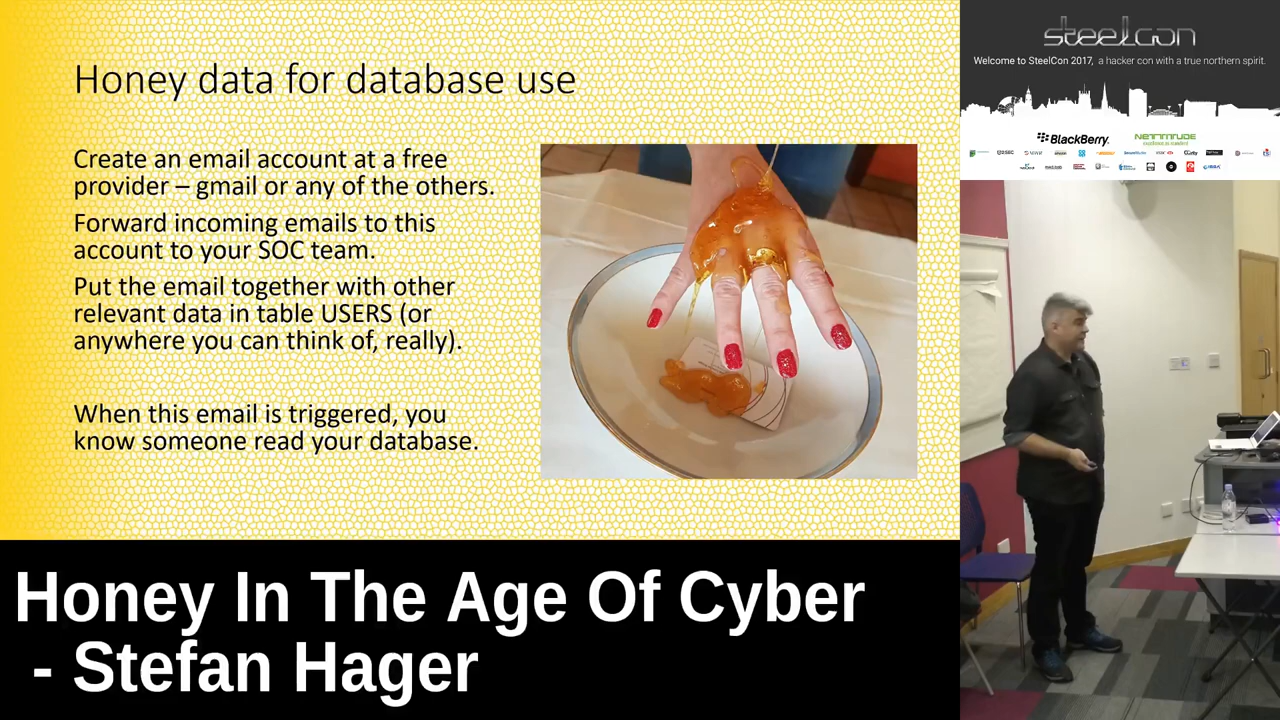 Honey data for database use
Create an email account at a free
provider – gmail or any of the others.
Forward incoming emails to this
account to your SOC team.
Put the email together with other
relevant data in table USERS (or
anywhere you can think of, really).
When this email is triggered, you
know someone read your database.
steelcon
Welcome to SteelCon 2017, a hacker con with a true northern spirit.
BlackBerry
NETTITUDE
Honey In The Age Of Cyber
- Stefan Hager